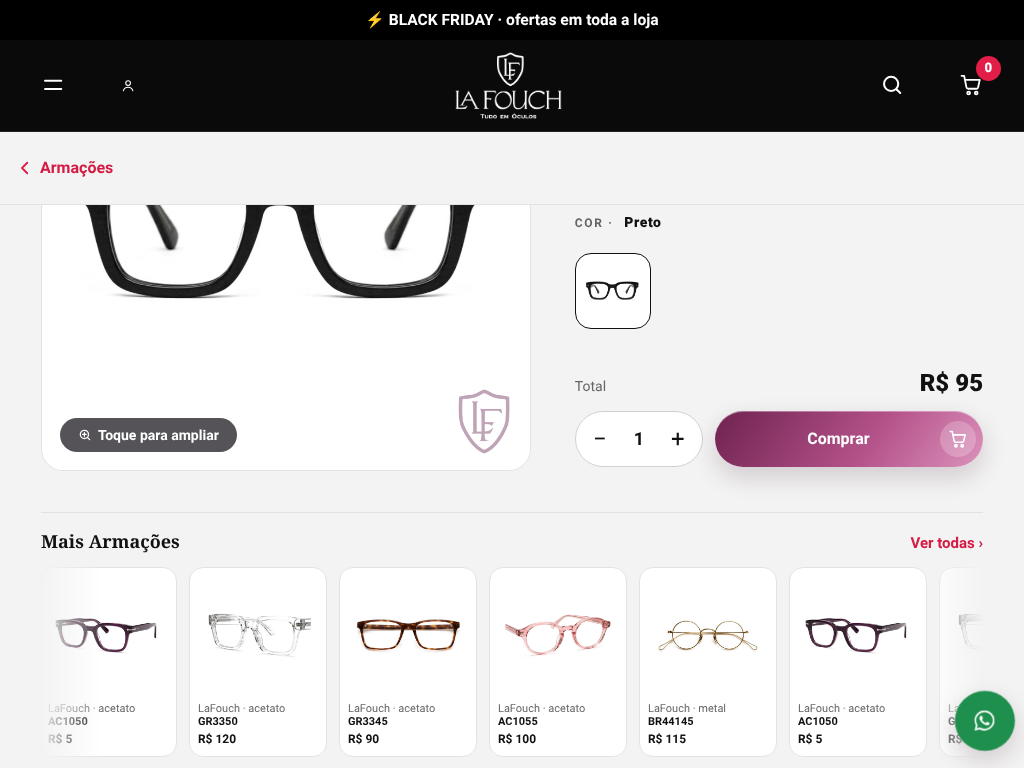 ⚡ BLACK FRIDAY · ofertas em toda a loja
LF
LA FOUCH
Tudo em Óculos
0
Armações
COR · Preto
Total
R$ 95
LF
Toque para ampliar
− 1 +
Comprar
Mais Armações
Ver todas ›
LaFouch · acetato
AC1050
R$ 5
LaFouch · acetato
GR3350
R$ 120
LaFouch · acetato
GR3345
R$ 90
LaFouch · acetato
AC1055
R$ 100
LaFouch · metal
BR44145
R$ 115
LaFouch · acetato
AC1050
R$ 5